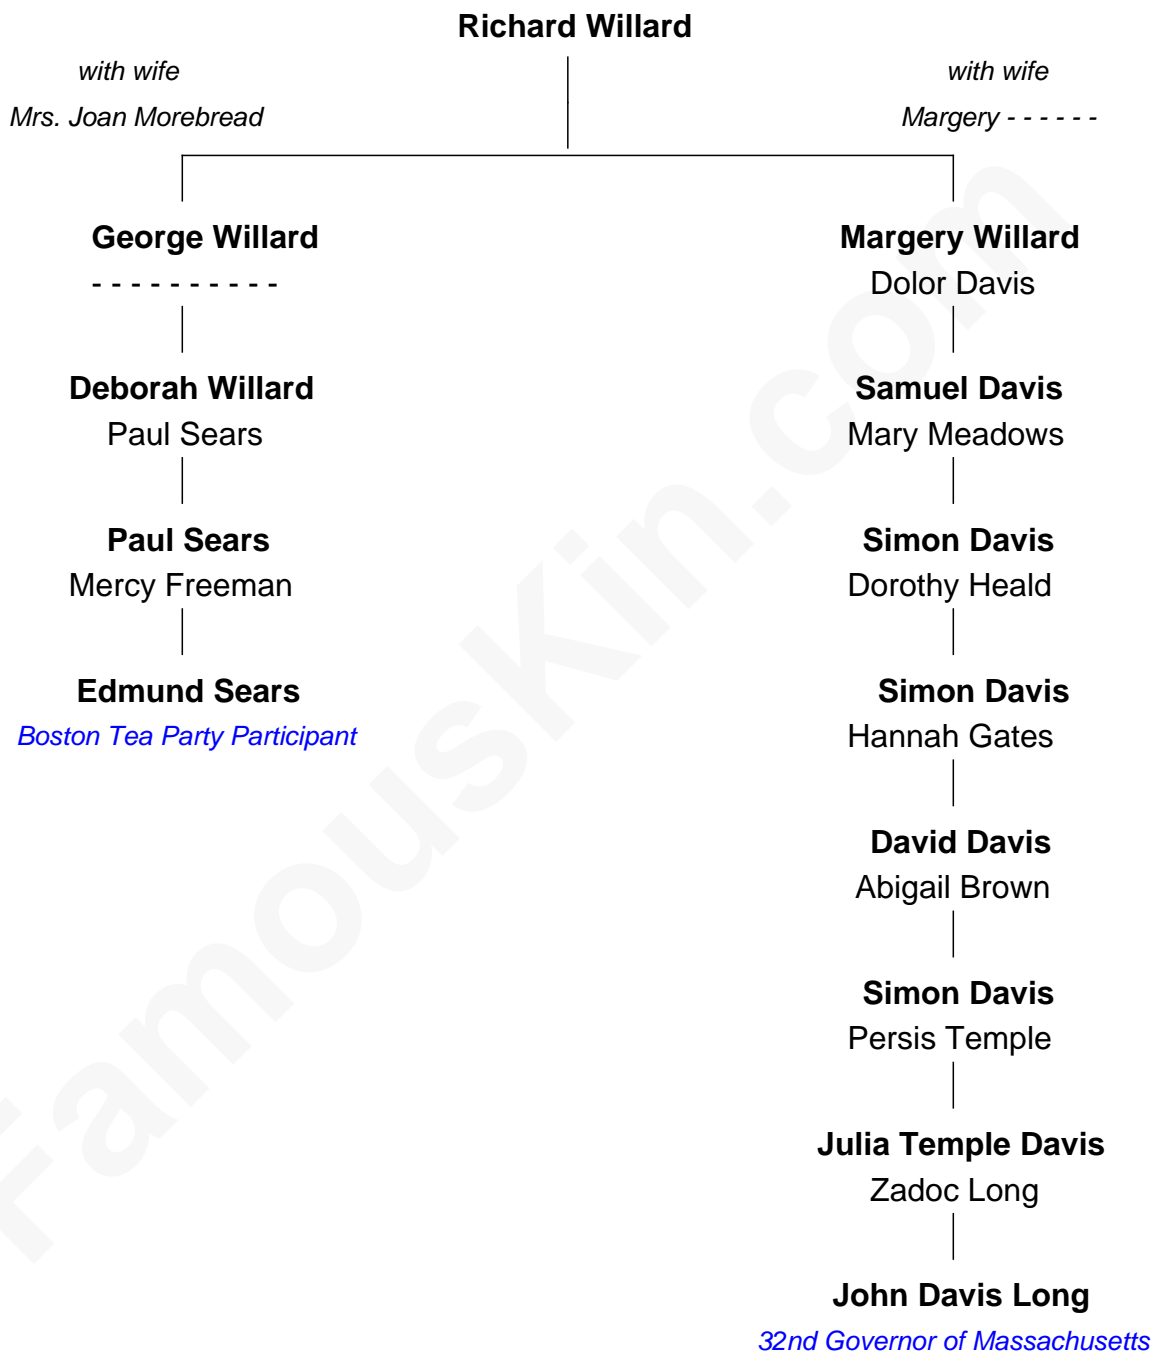 Richard Willard
with wife
Mrs. Joan Morebread
with wife
Margery - - - - - -
George Willard
- - - - - - - - - -
Margery Willard
Dolor Davis
Deborah Willard
Paul Sears
Samuel Davis
Mary Meadows
Paul Sears
Mercy Freeman
Simon Davis
Dorothy Heald
Edmund Sears
Boston Tea Party Participant
Simon Davis
Hannah Gates
David Davis
Abigail Brown
Simon Davis
Persis Temple
Julia Temple Davis
Zadoc Long
John Davis Long
32nd Governor of Massachusetts
FamousKin.com